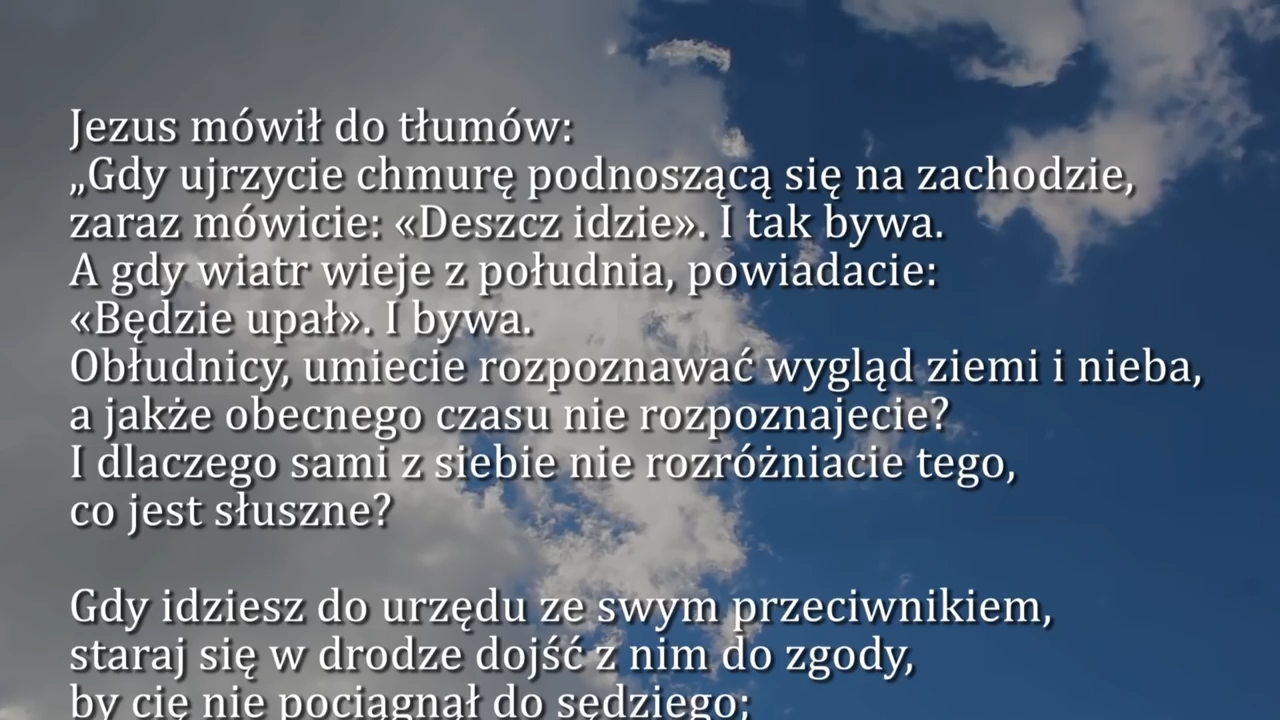 Jezus mówił do tłumów:
„Gdy ujrzycie chmurę podnoszącą się na zachodzie,
zaraz mówicie: «Deszcz idzie». I tak bywa.
A gdy wiatr wieje z południa, powiadacie:
«Będzie upał». I bywa.
Obłudnicy, umiecie rozpoznawać wygląd ziemi i nieba,
a jakże obecnego czasu nie rozpoznajecie?
I dlaczego sami z siebie nie rozróżniacie tego,
co jest słuszne?
Gdy idziesz do urzędu ze swym przeciwnikiem,
staraj się w drodze dojść z nim do zgody,
by cię nie pociągnął do sędziego;